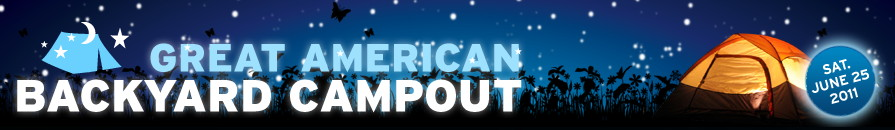 GREAT AMERICAN
BACKYARD CAMPOUT
SAT.
JUNE 25
2011